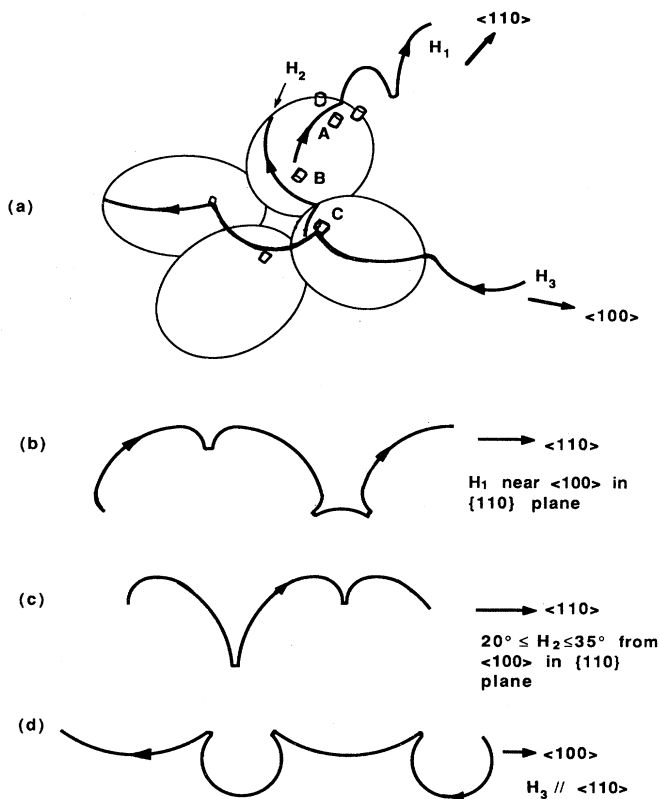 <110>
H1
H2
A
B
(a)
C
H3
<100>
(b)
<110>
H1 near <100> in
{110} plane
(c)
<110>
20° ≤ H2 ≤35° from
<100> in {110}
plane
(d)
<100>
H3 // <110>